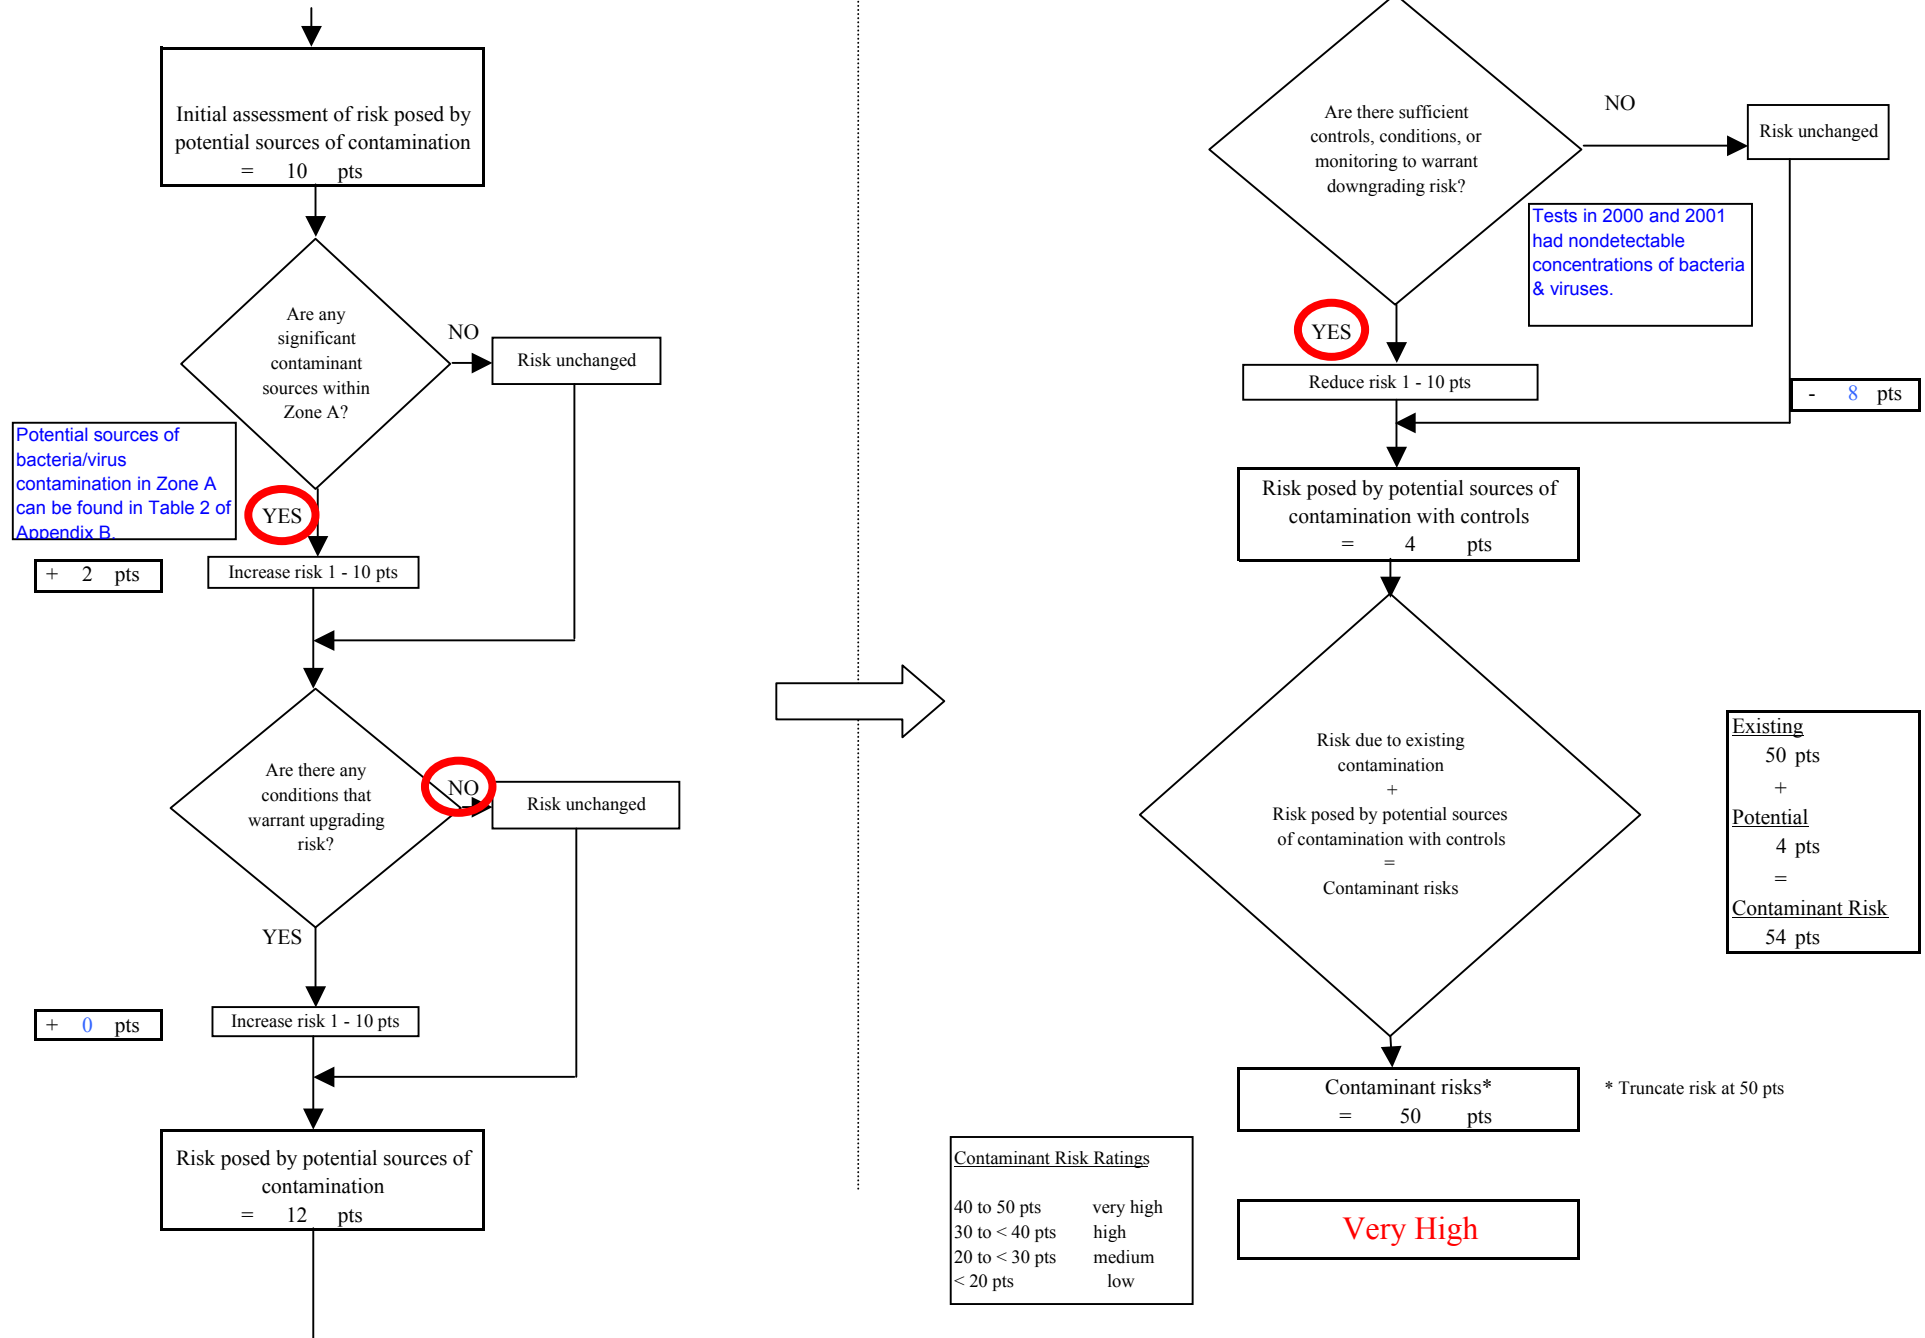 Initial assessment of risk posed by
potential sources of contamination
= 10 pts
Are any
significant
contaminant
sources within
Zone A?
NO
Risk unchanged
Potential sources of
bacteria/virus
contamination in Zone A
can be found in Table 2 of
Appendix B.
YES
+ 2 pts
Increase risk 1 - 10 pts
Are there any
conditions that
warrant upgrading
risk?
NO
Risk unchanged
YES
+ 0 pts
Increase risk 1 - 10 pts
Risk posed by potential sources of
contamination
= 12 pts
Are there sufficient
controls, conditions, or
monitoring to warrant
downgrading risk?
NO
Risk unchanged
Tests in 2000 and 2001
had nondetectable
concentrations of bacteria
& viruses.
YES
Reduce risk 1 - 10 pts
- 8 pts
Risk posed by potential sources of
contamination with controls
= 4 pts
Risk due to existing
contamination
+
Risk posed by potential sources
of contamination with controls
=
Contaminant risks
Existing
50 pts
+
Potential
4 pts
=
Contaminant Risk
54 pts
Contaminant risks*
= 50 pts
* Truncate risk at 50 pts
Contaminant Risk Ratings
40 to 50 pts very high
30 to < 40 pts high
20 to < 30 pts medium
< 20 pts low
Very High